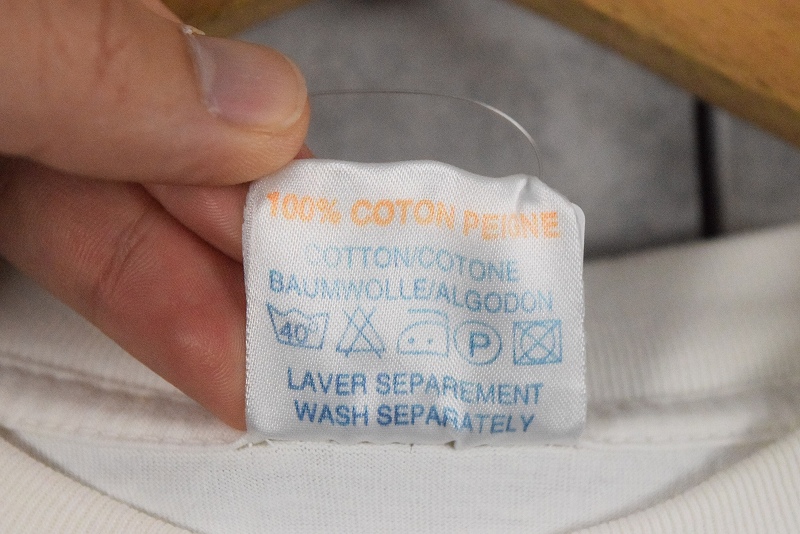 100% COTON PEIGNE
COTTON/COTONE
BAUMWOLLE/ALGODON
40° P
LAVER SEPAREMENT
WASH SEPARATELY